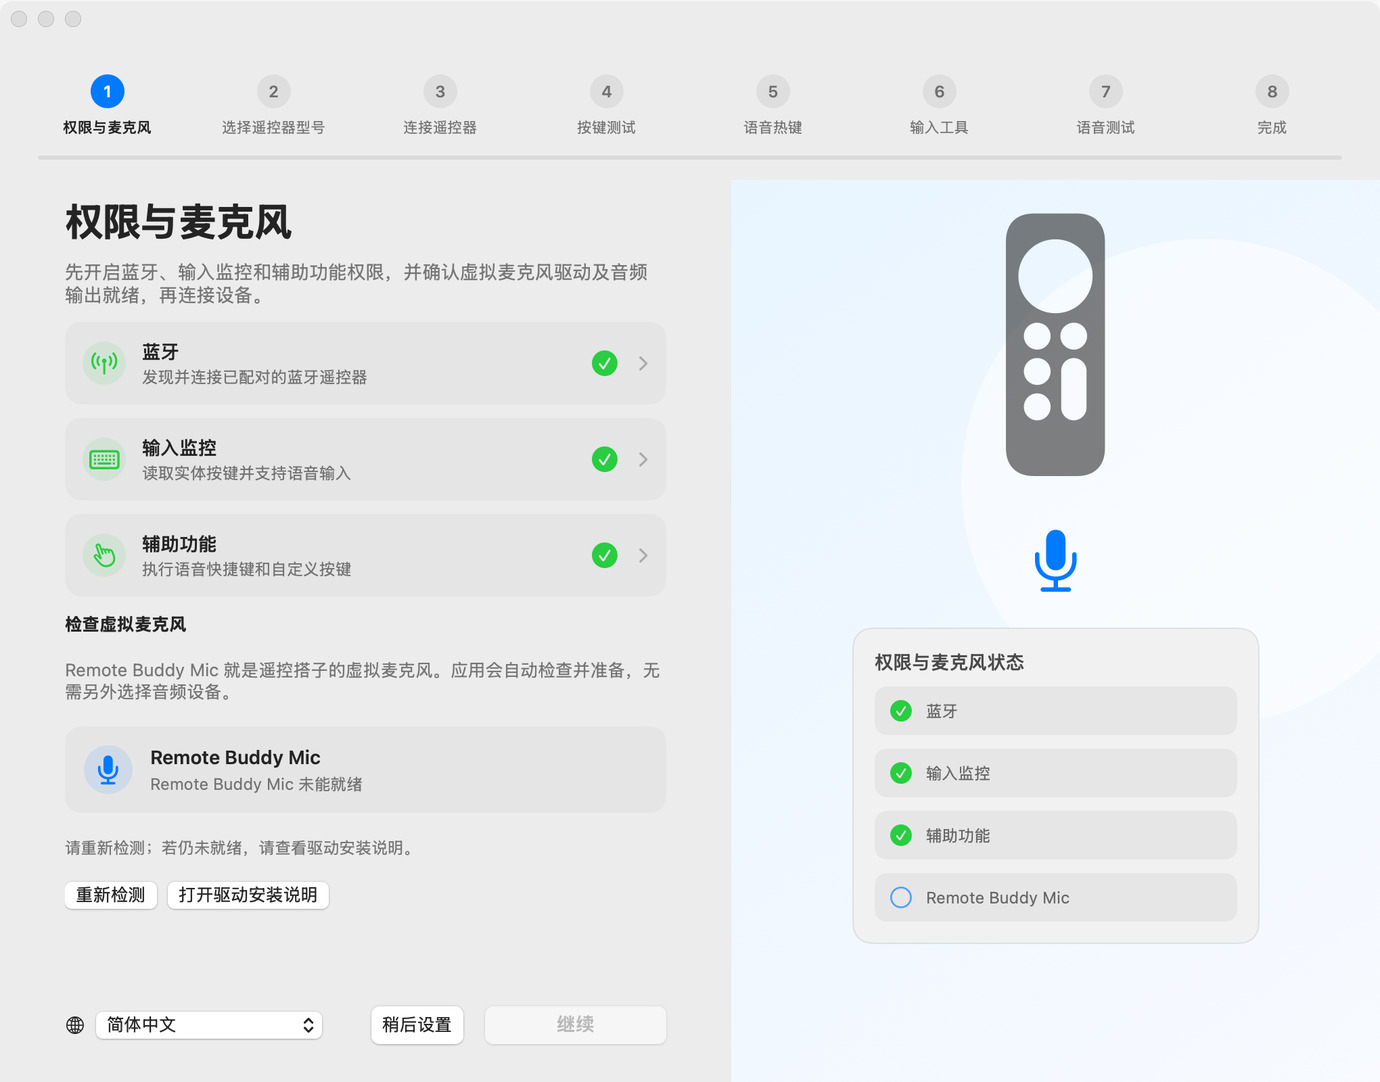 1
2
3
4
5
6
7
8
权限与麦克风
选择遥控器型号
连接遥控器
按键测试
语音热键
输入工具
语音测试
完成
权限与麦克风
先开启蓝牙、输入监控和辅助功能权限，并确认虚拟麦克风驱动及音频
输出就绪，再连接设备。
蓝牙
发现并连接已配对的蓝牙遥控器
输入监控
读取实体按键并支持语音输入
辅助功能
执行语音快捷键和自定义按键
检查虚拟麦克风
Remote Buddy Mic 就是遥控搭子的虚拟麦克风。应用会自动检查并准备，无
需另外选择音频设备。
Remote Buddy Mic
Remote Buddy Mic 未能就绪
请重新检测；若仍未就绪，请查看驱动安装说明。
重新检测
打开驱动安装说明
简体中文
稍后设置
继续
权限与麦克风状态
蓝牙
输入监控
辅助功能
Remote Buddy Mic